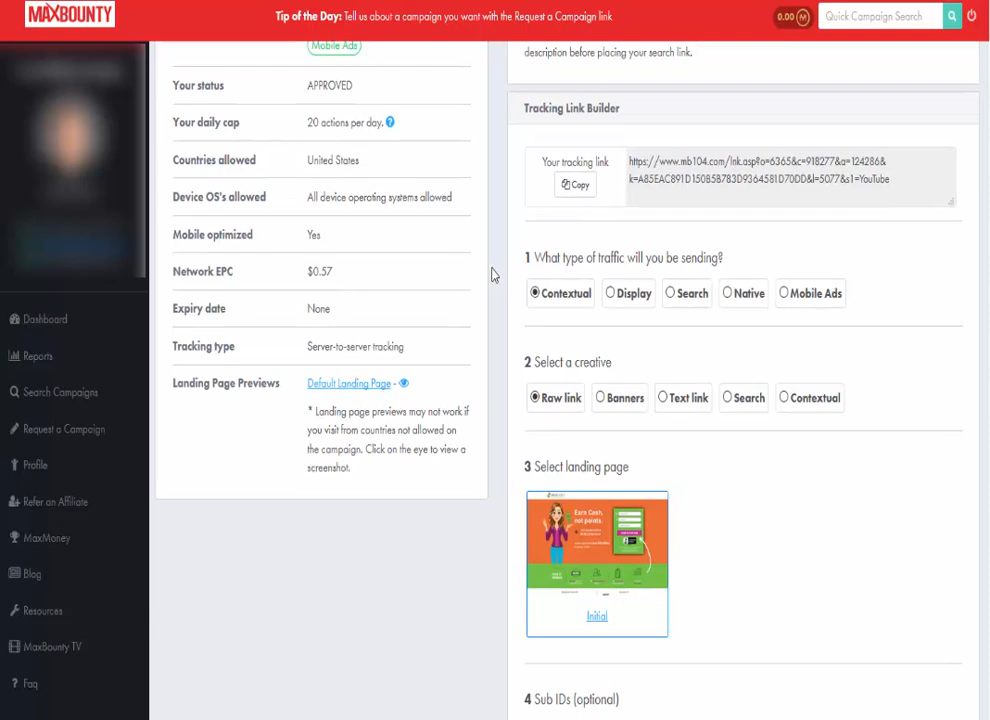 MAXBOUNTY
Tip of the Day: Tell us about a campaign you want with the Request a Campaign link
0.00 M
Quick Campaign Search
Dashboard
Reports
Search Campaigns
Request a Campaign
Profile
Refer an Affiliate
MaxMoney
Blog
Resources
MaxBounty TV
Faq
Mobile Ads
Your status APPROVED
Your daily cap 20 actions per day.
Countries allowed United States
Device OS's allowed All device operating systems allowed
Mobile optimized Yes
Network EPC $0.57
Expiry date None
Tracking type Server-to-server tracking
Landing Page Previews Default Landing Page -
* Landing page previews may not work if
you visit from countries not allowed on
the campaign. Click on the eye to view a
screenshot.
description before placing your search link.
Tracking Link Builder
Your tracking link
Copy
https://www.mb104.com/lnk.asp?o=6365&c=918277&a=124286&
k=A85EAC891D15085B783D9364581D70DD&l=5077&s1=YouTube
1 What type of traffic will you be sending?
Contextual Display Search Native Mobile Ads
2 Select a creative
Raw link Banners Text link Search Contextual
3 Select landing page
Earn Cash,
not points.
Initial
4 Sub IDs (optional)